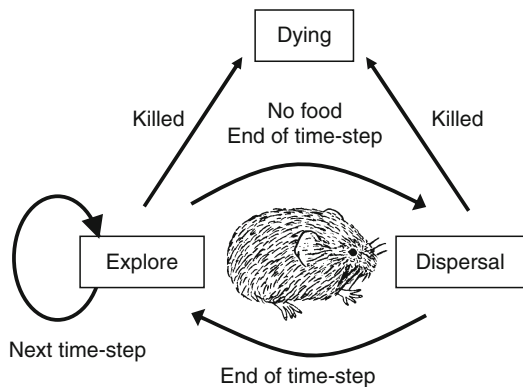 Dying
Killed
No food
End of time-step
Killed
Explore
Dispersal
Next time-step
End of time-step